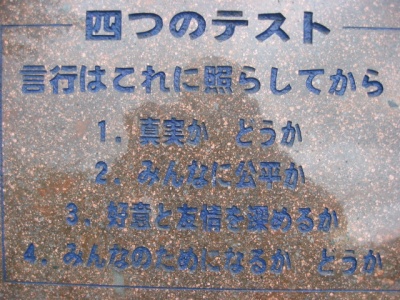 四つのテスト
言行はこれに照らしてから
1. 真実か どうか
2. みんなに公平か
3. 好意と友情を深めるか
4. みんなのためになるか どうか